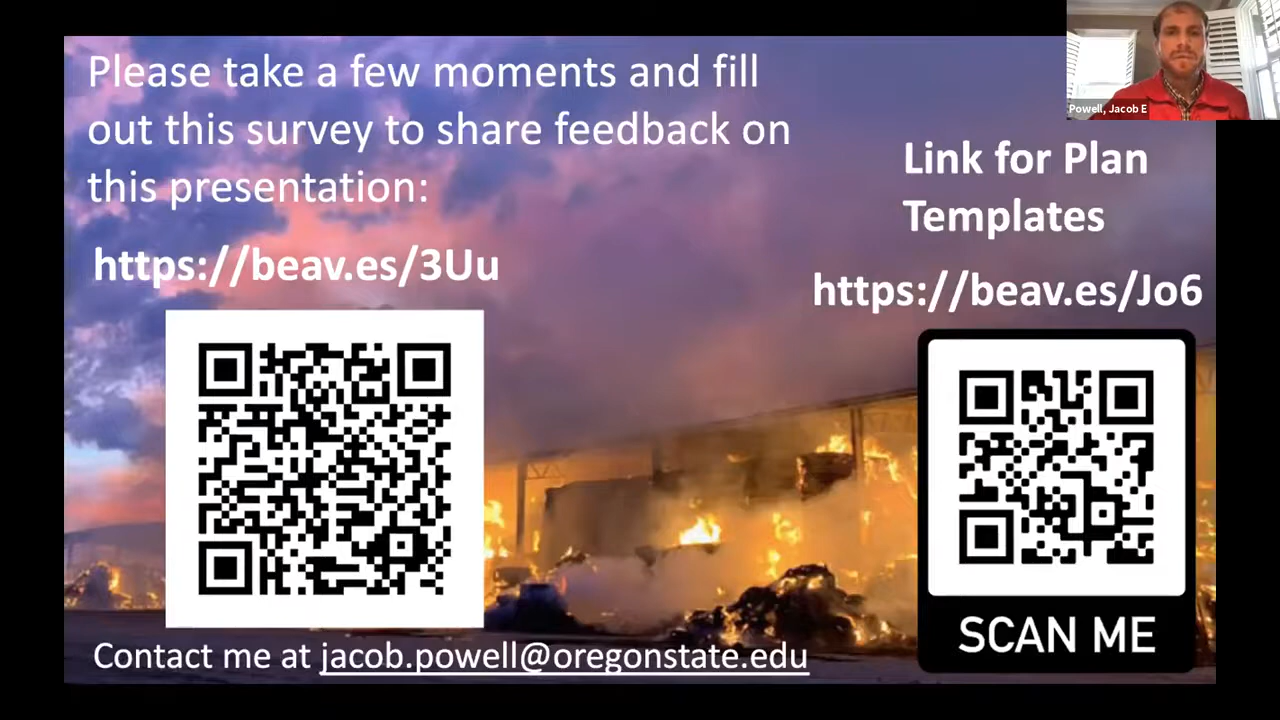 Please take a few moments and fill
out this survey to share feedback on
this presentation:
https://beav.es/3Uu
Contact me at jacob.powell@oregonstate.edu
Powell, Jacob E
Link for Plan
Templates
https://beav.es/Jo6
SCAN ME